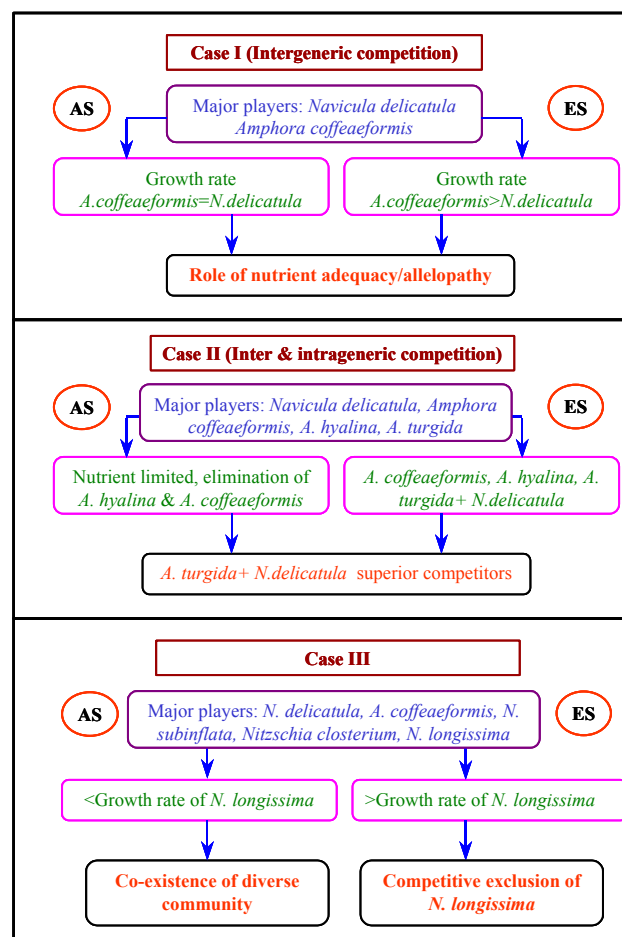 Case I (Intergeneric competition)
AS
ES
Major players: Navicula delicatula
Amphora coffeaeformis
Growth rate
A.coffeaeformis=N.delicatula
Growth rate
A.coffeaeformis>N.delicatula
Role of nutrient adequacy/allelopathy
Case II (Inter & intrageneric competition)
AS
ES
Major players: Navicula delicatula, Amphora
coffeaeformis, A. hyalina, A. turgida
Nutrient limited, elimination of
A. hyalina & A. coffeaeformis
A. coffeaeformis, A. hyalina, A.
turgida+ N.delicatula
A. turgida+ N.delicatula superior competitors
Case III
AS
ES
Major players: N. delicatula, A. coffeaeformis, N.
subinflata, Nitzschia closterium, N. longissima
<Growth rate of N. longissima
>Growth rate of N. longissima
Co-existence of diverse
community
Competitive exclusion of
N. longissima